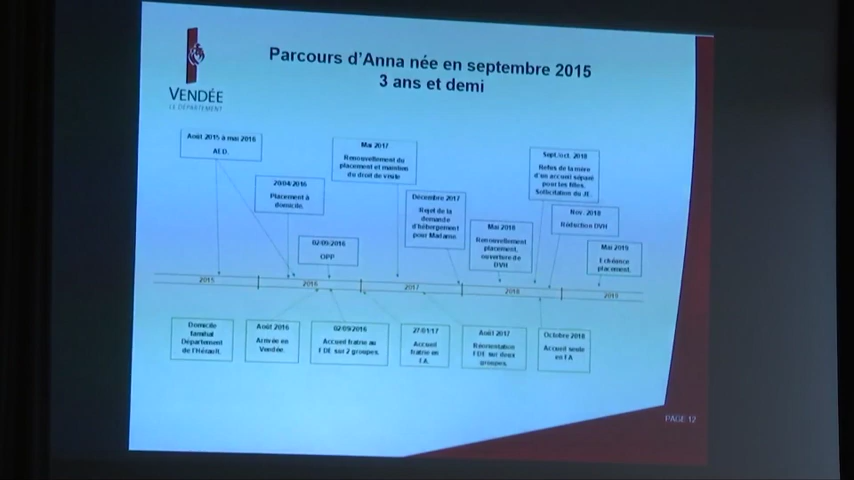 Parcours d'Anna née en septembre 2015
3 ans et demi
VENDÉE
LE DÉPARTEMENT
Août 2015 à mai 2016
AED.
20/04/2016
Placement à
domicile.
02/09/2016
OPP
Mai 2017
Renouvellement du
placement et maintien
du droit de visite
Décembre 2017
Rejet de la
demande
d'hébergement
pour Madame.
Mai 2018
Renouvellement
placement,
ouverture de
DVH
Sept./oct. 2018
Refus de la mère
d'un accueil séparé
pour les filles.
Sollicitation du JE.
Nov. 2018
Réduction DVH
Mai 2019
Echéance
placement.
2015
2016
2017
2018
2019
Domicile
familial
Département
de l'Hérault.
Août 2016
Arrivée en
Vendée.
02/09/2016
Accueil fratrie au
FDE sur 2 groupes.
27/01/17
Accueil
fratrie en
FA.
Août 2017
Réorientation
FDE sur deux
groupes.
Octobre 2018
Accueil seule
en FA
PAGE 12